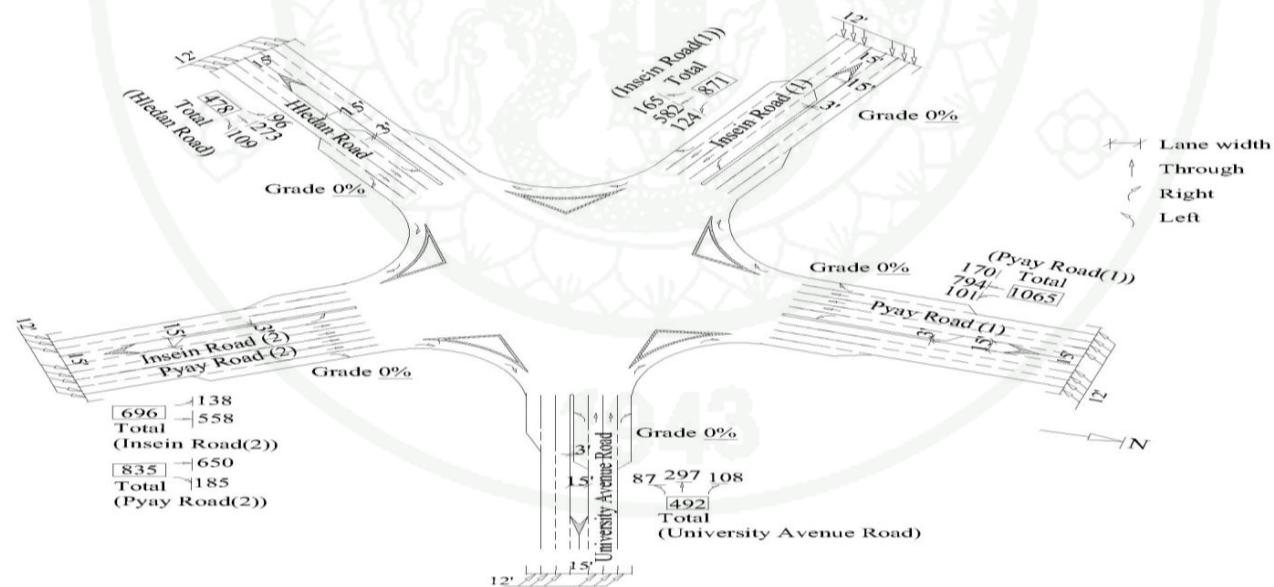 12'
12'
(Insein Road(1))
Total
165
582
124
871
15'
15'
3'
Insein Road (1)
Grade 0%
12'
6'
15'
3'
Hledan Road
478
Total
96
273
109
(Hledan Road)
Grade 0%
Lane width
Through
Right
Left
Grade 0%
(Pyay Road(1))
170
794
101
Total
1065
Pyay Road (1)
3'
15'
15'
12'
12'
15'
15'
3'
Insein Road (2)
Pyay Road (2)
Grade 0%
696
138
558
Total
(Insein Road(2))
835
650
185
Total
(Pyay Road(2))
1943
Grade 0%
3'
15'
University Avenue Road
87 297 108
492
Total
(University Avenue Road)
15'
12'
N